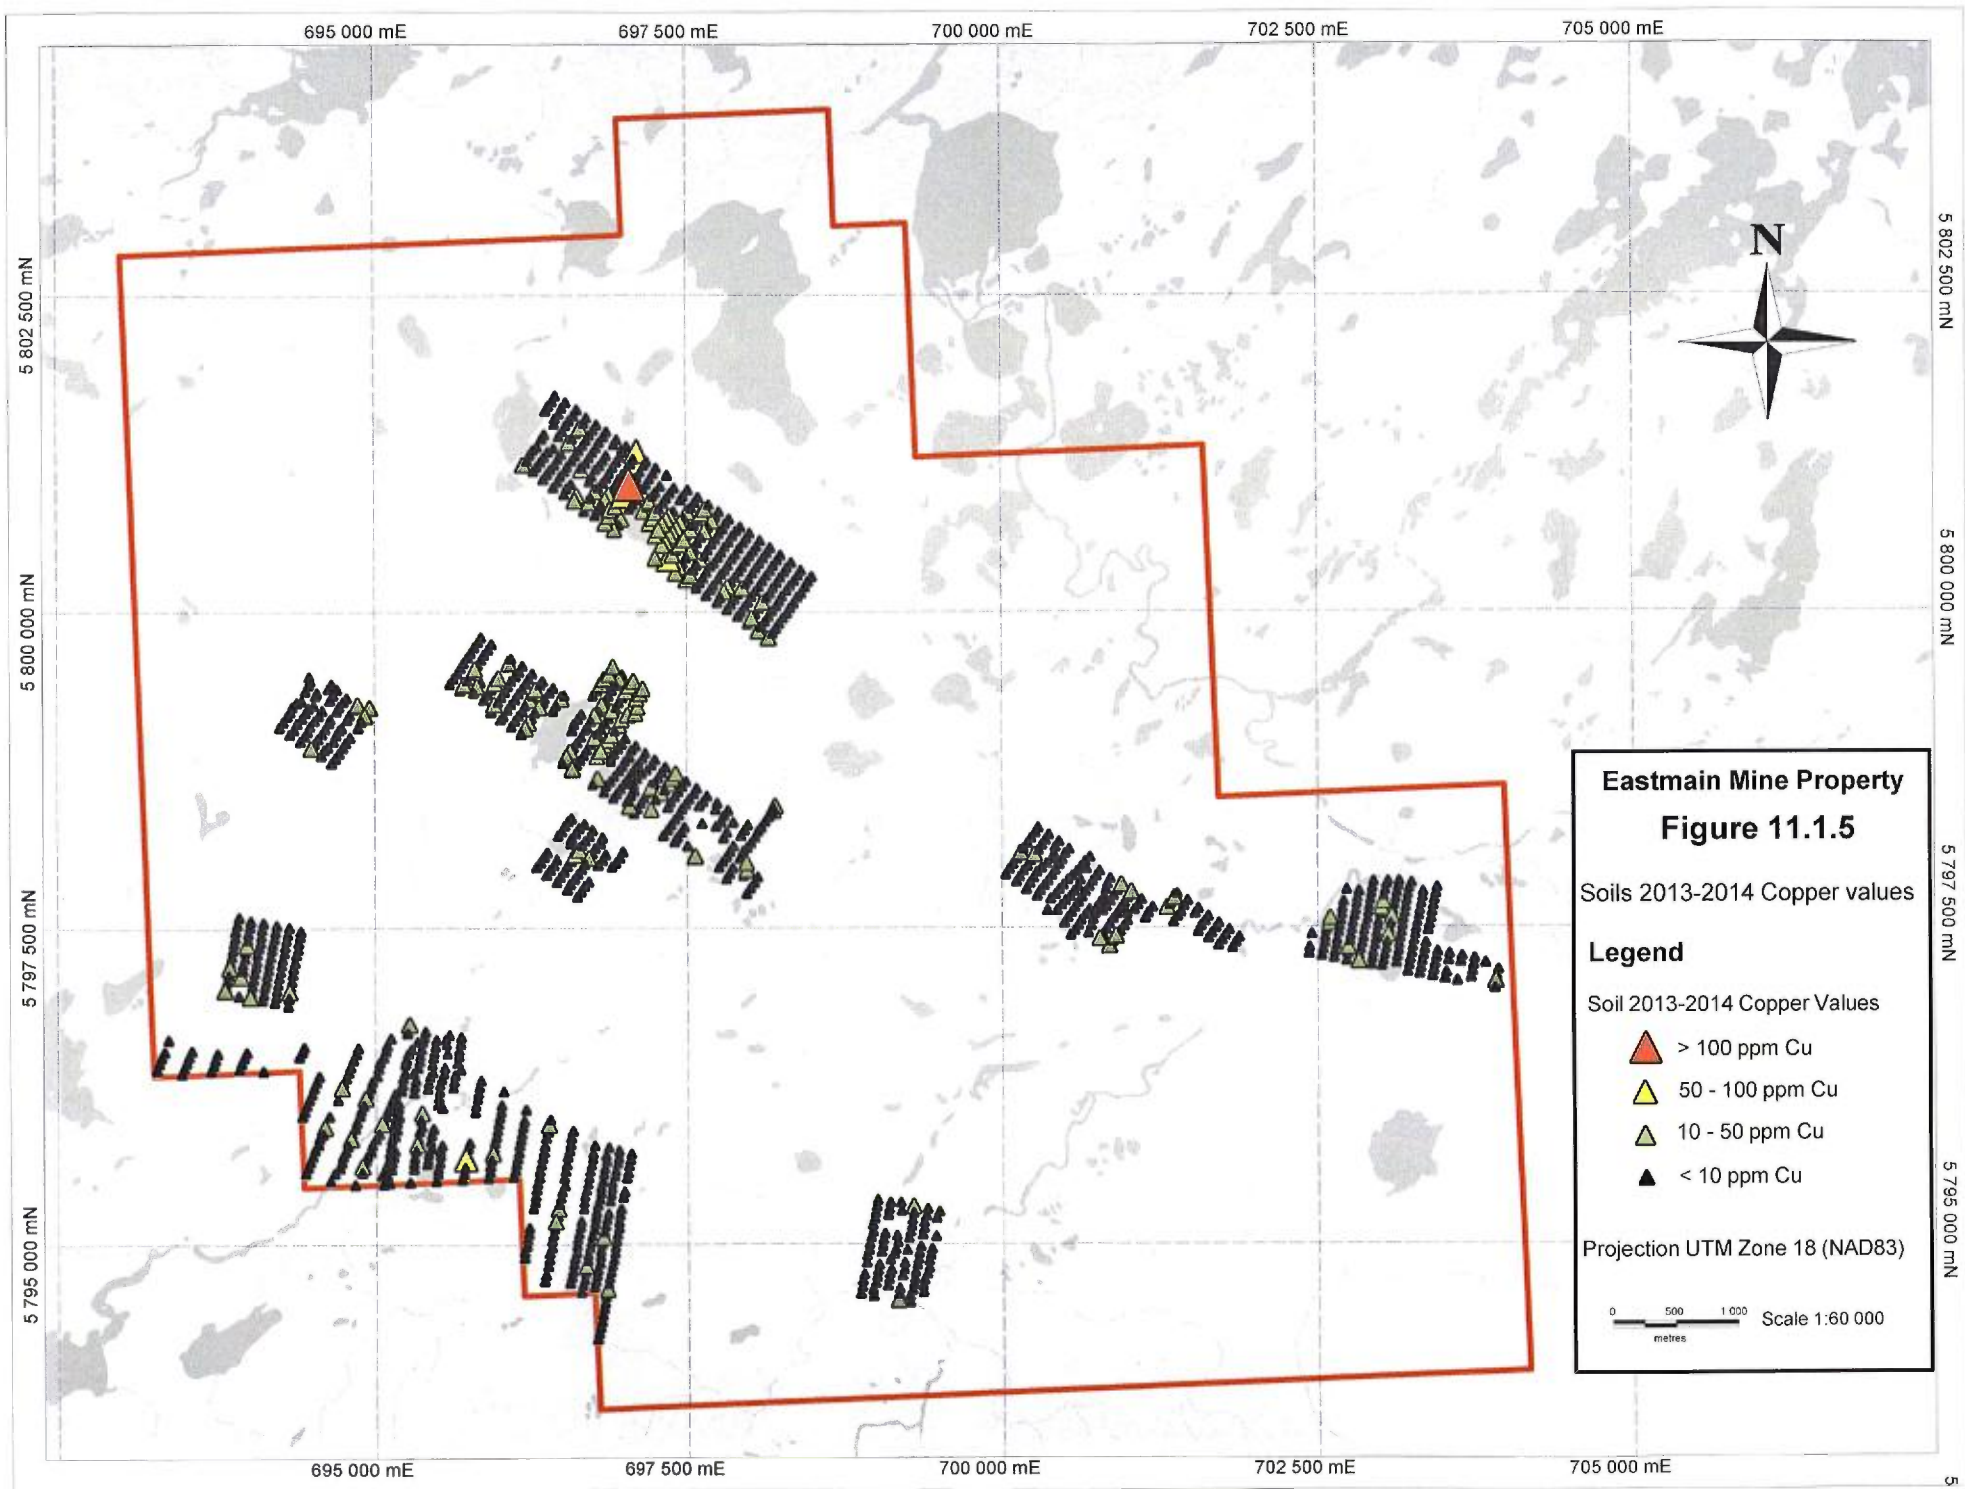 695 000 mE
697 500 mE
700 000 mE
702 500 mE
705 000 mE
5 802 500 mN
5 800 000 mN
5 797 500 mN
5 795 000 mN
N
5 802 500 mN
5 800 000 mN
5 797 500 mN
5 795 000 mN
Eastmain Mine Property
Figure 11.1.5
Soils 2013-2014 Copper values
Legend
Soil 2013-2014 Copper Values
> 100 ppm Cu
50 - 100 ppm Cu
10 - 50 ppm Cu
< 10 ppm Cu
Projection UTM Zone 18 (NAD83)
0 500 1 000
metres
Scale 1:60 000
695 000 mE
697 500 mE
700 000 mE
702 500 mE
705 000 mE
5